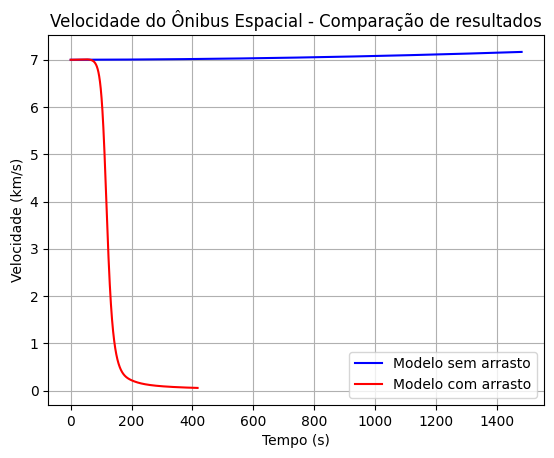 Velocidade do Ônibus Espacial - Comparação de resultados
Velocidade (km/s)
7
6
5
4
3
2
1
0
0 200 400 600 800 1000 1200 1400
Tempo (s)
Modelo sem arrasto
Modelo com arrasto